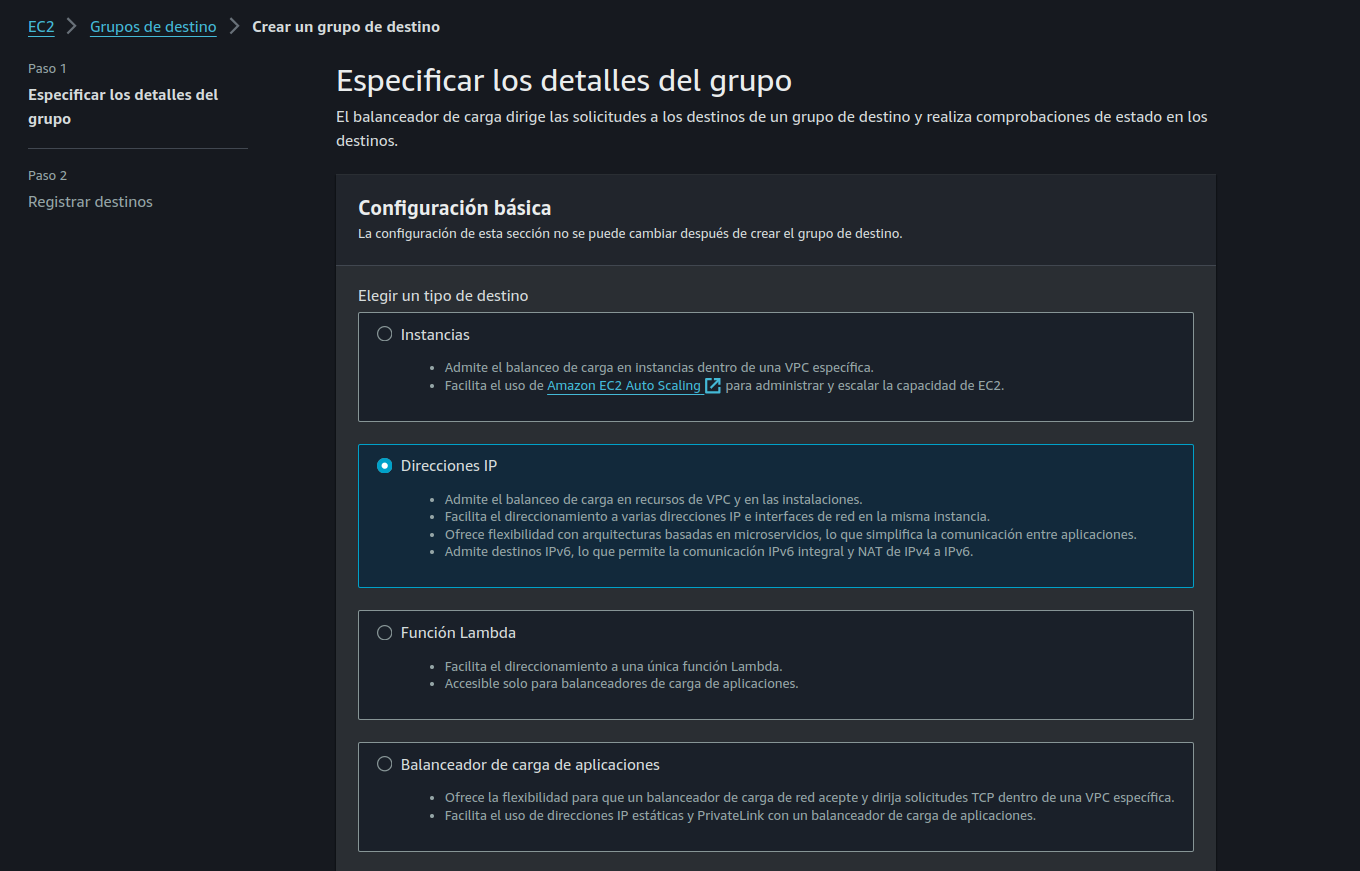 EC2 > Grupos de destino > Crear un grupo de destino
Paso 1
Especificar los detalles del
grupo
Paso 2
Registrar destinos
Especificar los detalles del grupo
El balanceador de carga dirige las solicitudes a los destinos de un grupo de destino y realiza comprobaciones de estado en los
destinos.
Configuración básica
La configuración de esta sección no se puede cambiar después de crear el grupo de destino.
Elegir un tipo de destino
Instancias
• Admite el balanceo de carga en instancias dentro de una VPC específica.
• Facilita el uso de Amazon EC2 Auto Scaling para administrar y escalar la capacidad de EC2.
Direcciones IP
• Admite el balanceo de carga en recursos de VPC y en las instalaciones.
• Facilita el direccionamiento a varias direcciones IP e interfaces de red en la misma instancia.
• Ofrece flexibilidad con arquitecturas basadas en microservicios, lo que simplifica la comunicación entre aplicaciones.
• Admite destinos IPv6, lo que permite la comunicación IPv6 integral y NAT de IPv4 a IPv6.
Función Lambda
• Facilita el direccionamiento a una única función Lambda.
• Accesible solo para balanceadores de carga de aplicaciones.
Balanceador de carga de aplicaciones
• Ofrece la flexibilidad para que un balanceador de carga de red acepte y dirija solicitudes TCP dentro de una VPC específica.
• Facilita el uso de direcciones IP estáticas y PrivateLink con un balanceador de carga de aplicaciones.